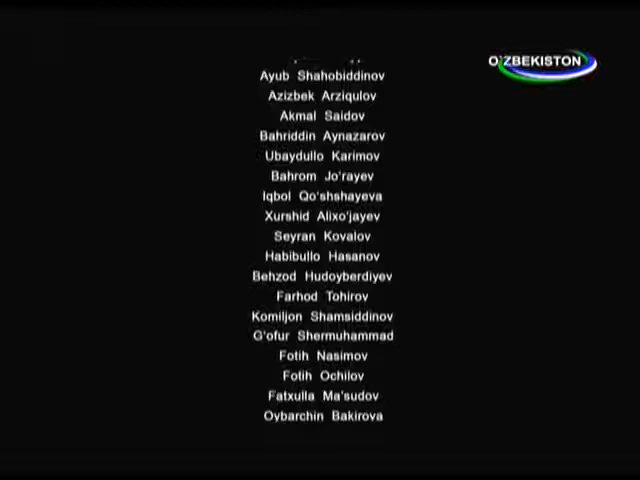 O'ZBEKISTON
Ayub Shahobiddinov
Azizbek Arziqulov
Akmal Saidov
Bahriddin Aynazarov
Ubaydullo Karimov
Bahrom Jo'rayev
Iqbol Qo'shshayeva
Xurshid Alixo'jayev
Seyran Kovalov
Habibullo Hasanov
Behzod Hudoyberdiyev
Farhod Tohirov
Komiljon Shamsiddinov
G'ofur Shermuhammad
Fotih Nasimov
Fotih Ochilov
Fatxulla Ma'sudov
Oybarchin Bakirova